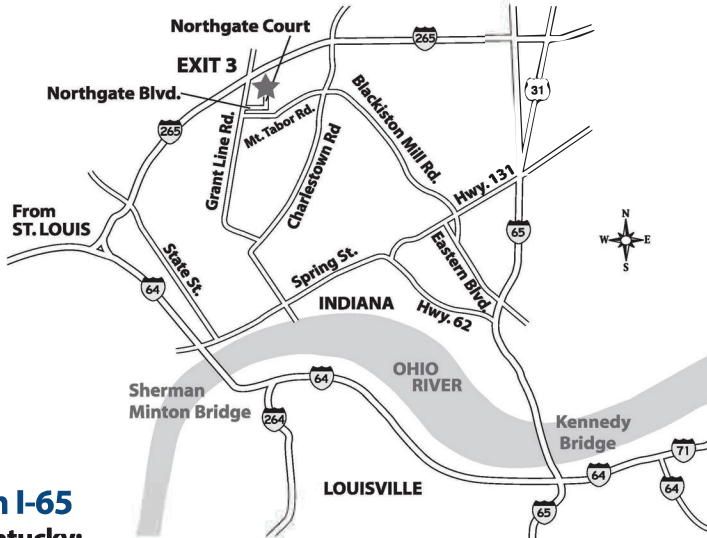 Northgate Court
265
EXIT 3
31
Northgate Blvd.
265
Mt. Tabor Rd.
Blackiston Mill Rd.
Grant Line Rd.
Charlestown Rd
Hwy. 131
From
ST. LOUIS
N
W E
S
65
State St.
Spring St.
Eastern Blvd.
64
INDIANA
Hwy. 62
OHIO
RIVER
64
Sherman
Minton Bridge
264
Kennedy
Bridge
71
64
64
LOUISVILLE
65
I-65